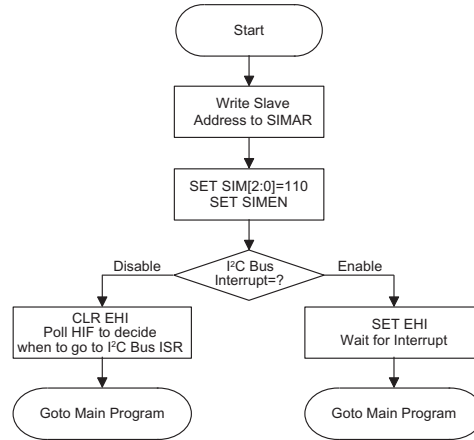 Start
Write Slave
Address to SIMAR
SET SIM[2:0]=110
SET SIMEN
I²C Bus
Interrupt=?
Disable
Enable
CLR EHI
Poll HIF to decide
when to go to I²C Bus ISR
SET EHI
Wait for Interrupt
Goto Main Program
Goto Main Program